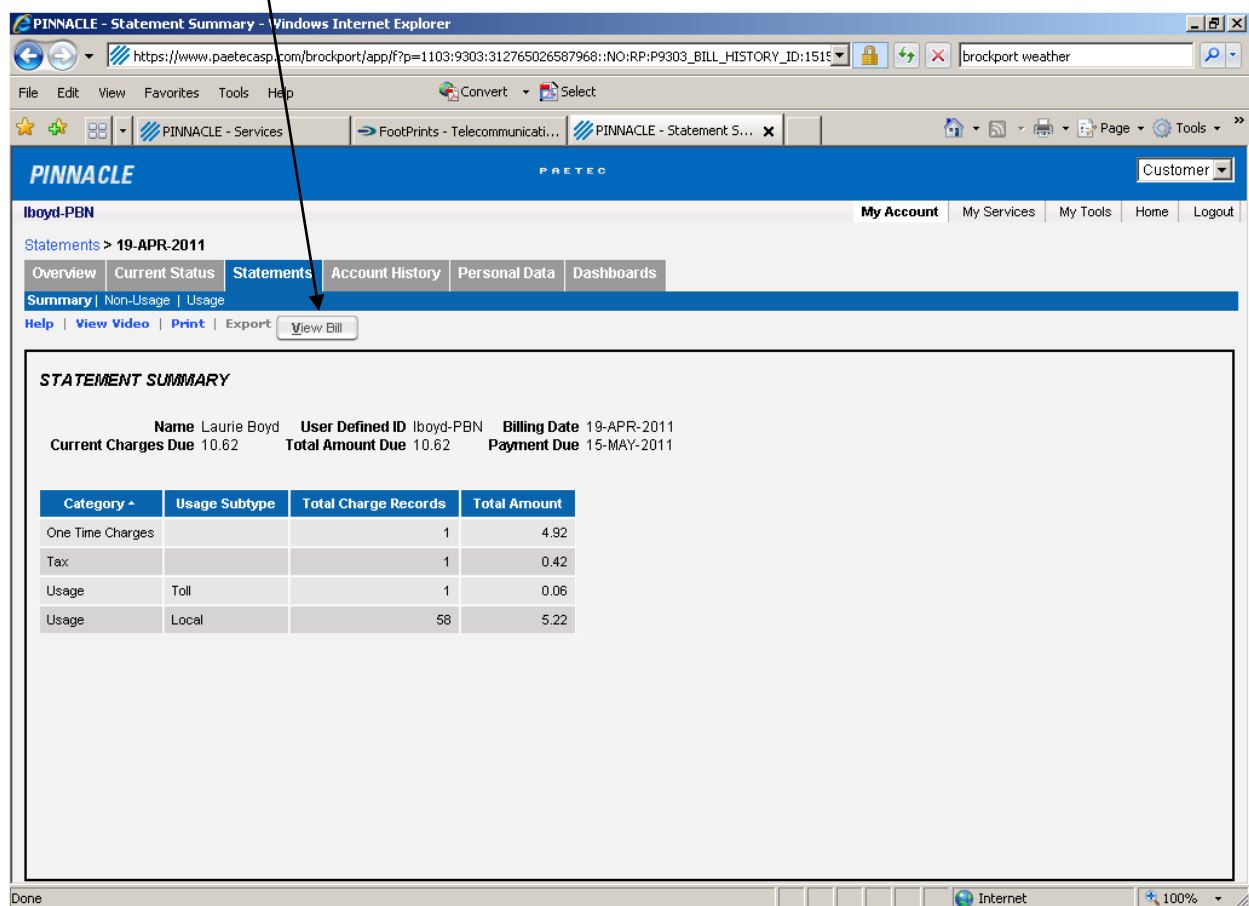 PINNACLE - Statement Summary - Windows Internet Explorer
https://www.paetecasp.com/brockport/app/f?p=1103:9303:312765026587968::NO:RP:P9303_BILL_HISTORY_ID:1515
brockport weather
File Edit View Favorites Tools Help Convert Select
PINNACLE - Services FootPrints - Telecommunicati... PINNACLE - Statement S... Page Tools
PINNACLE PAETEC Customer
lboyd-PBN My Account My Services My Tools Home Logout
Statements > 19-APR-2011
Overview Current Status Statements Account History Personal Data Dashboards
Summary | Non-Usage | Usage
Help | View Video | Print | Export View Bill
STATEMENT SUMMARY
Name Laurie Boyd User Defined ID lboyd-PBN Billing Date 19-APR-2011
Current Charges Due 10.62 Total Amount Due 10.62 Payment Due 15-MAY-2011
Category Usage Subtype Total Charge Records Total Amount
One Time Charges 1 4.92
Tax 1 0.42
Usage Toll 1 0.06
Usage Local 58 5.22
Done Internet 100%